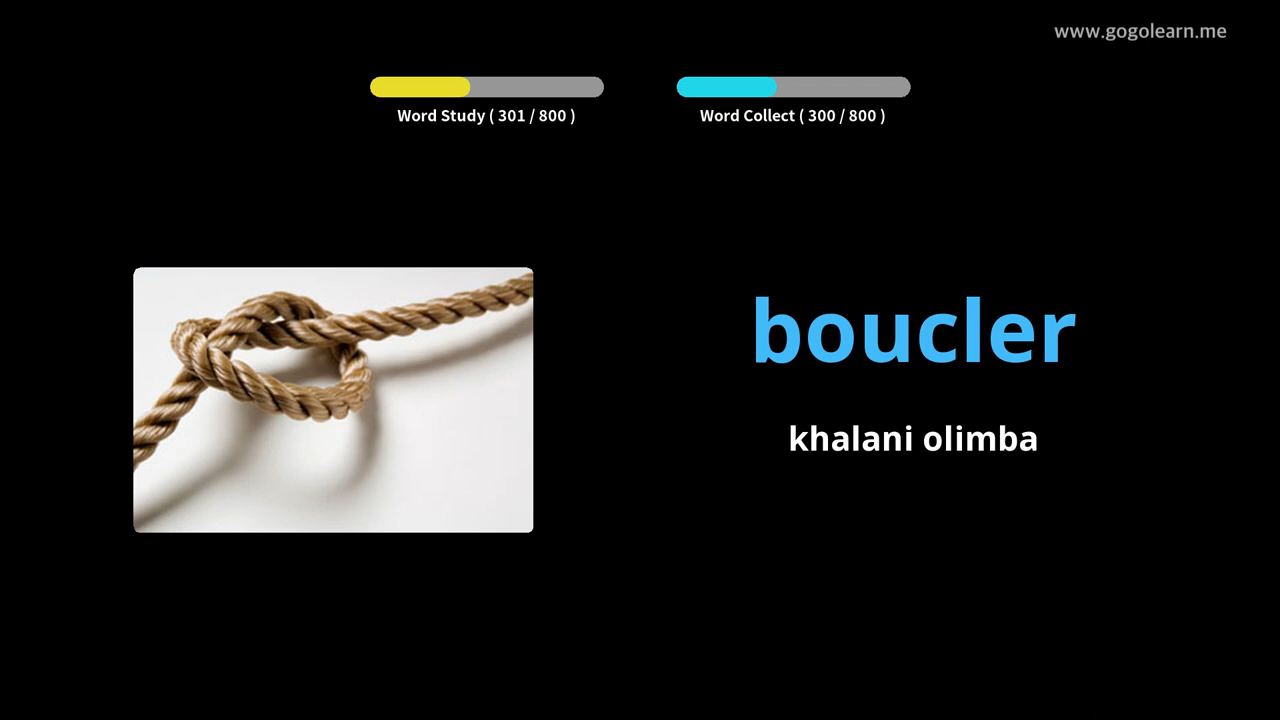 www.gogolearn.me
Word Study ( 301 / 800 )
Word Collect ( 300 / 800 )
boucler
khalani olimba